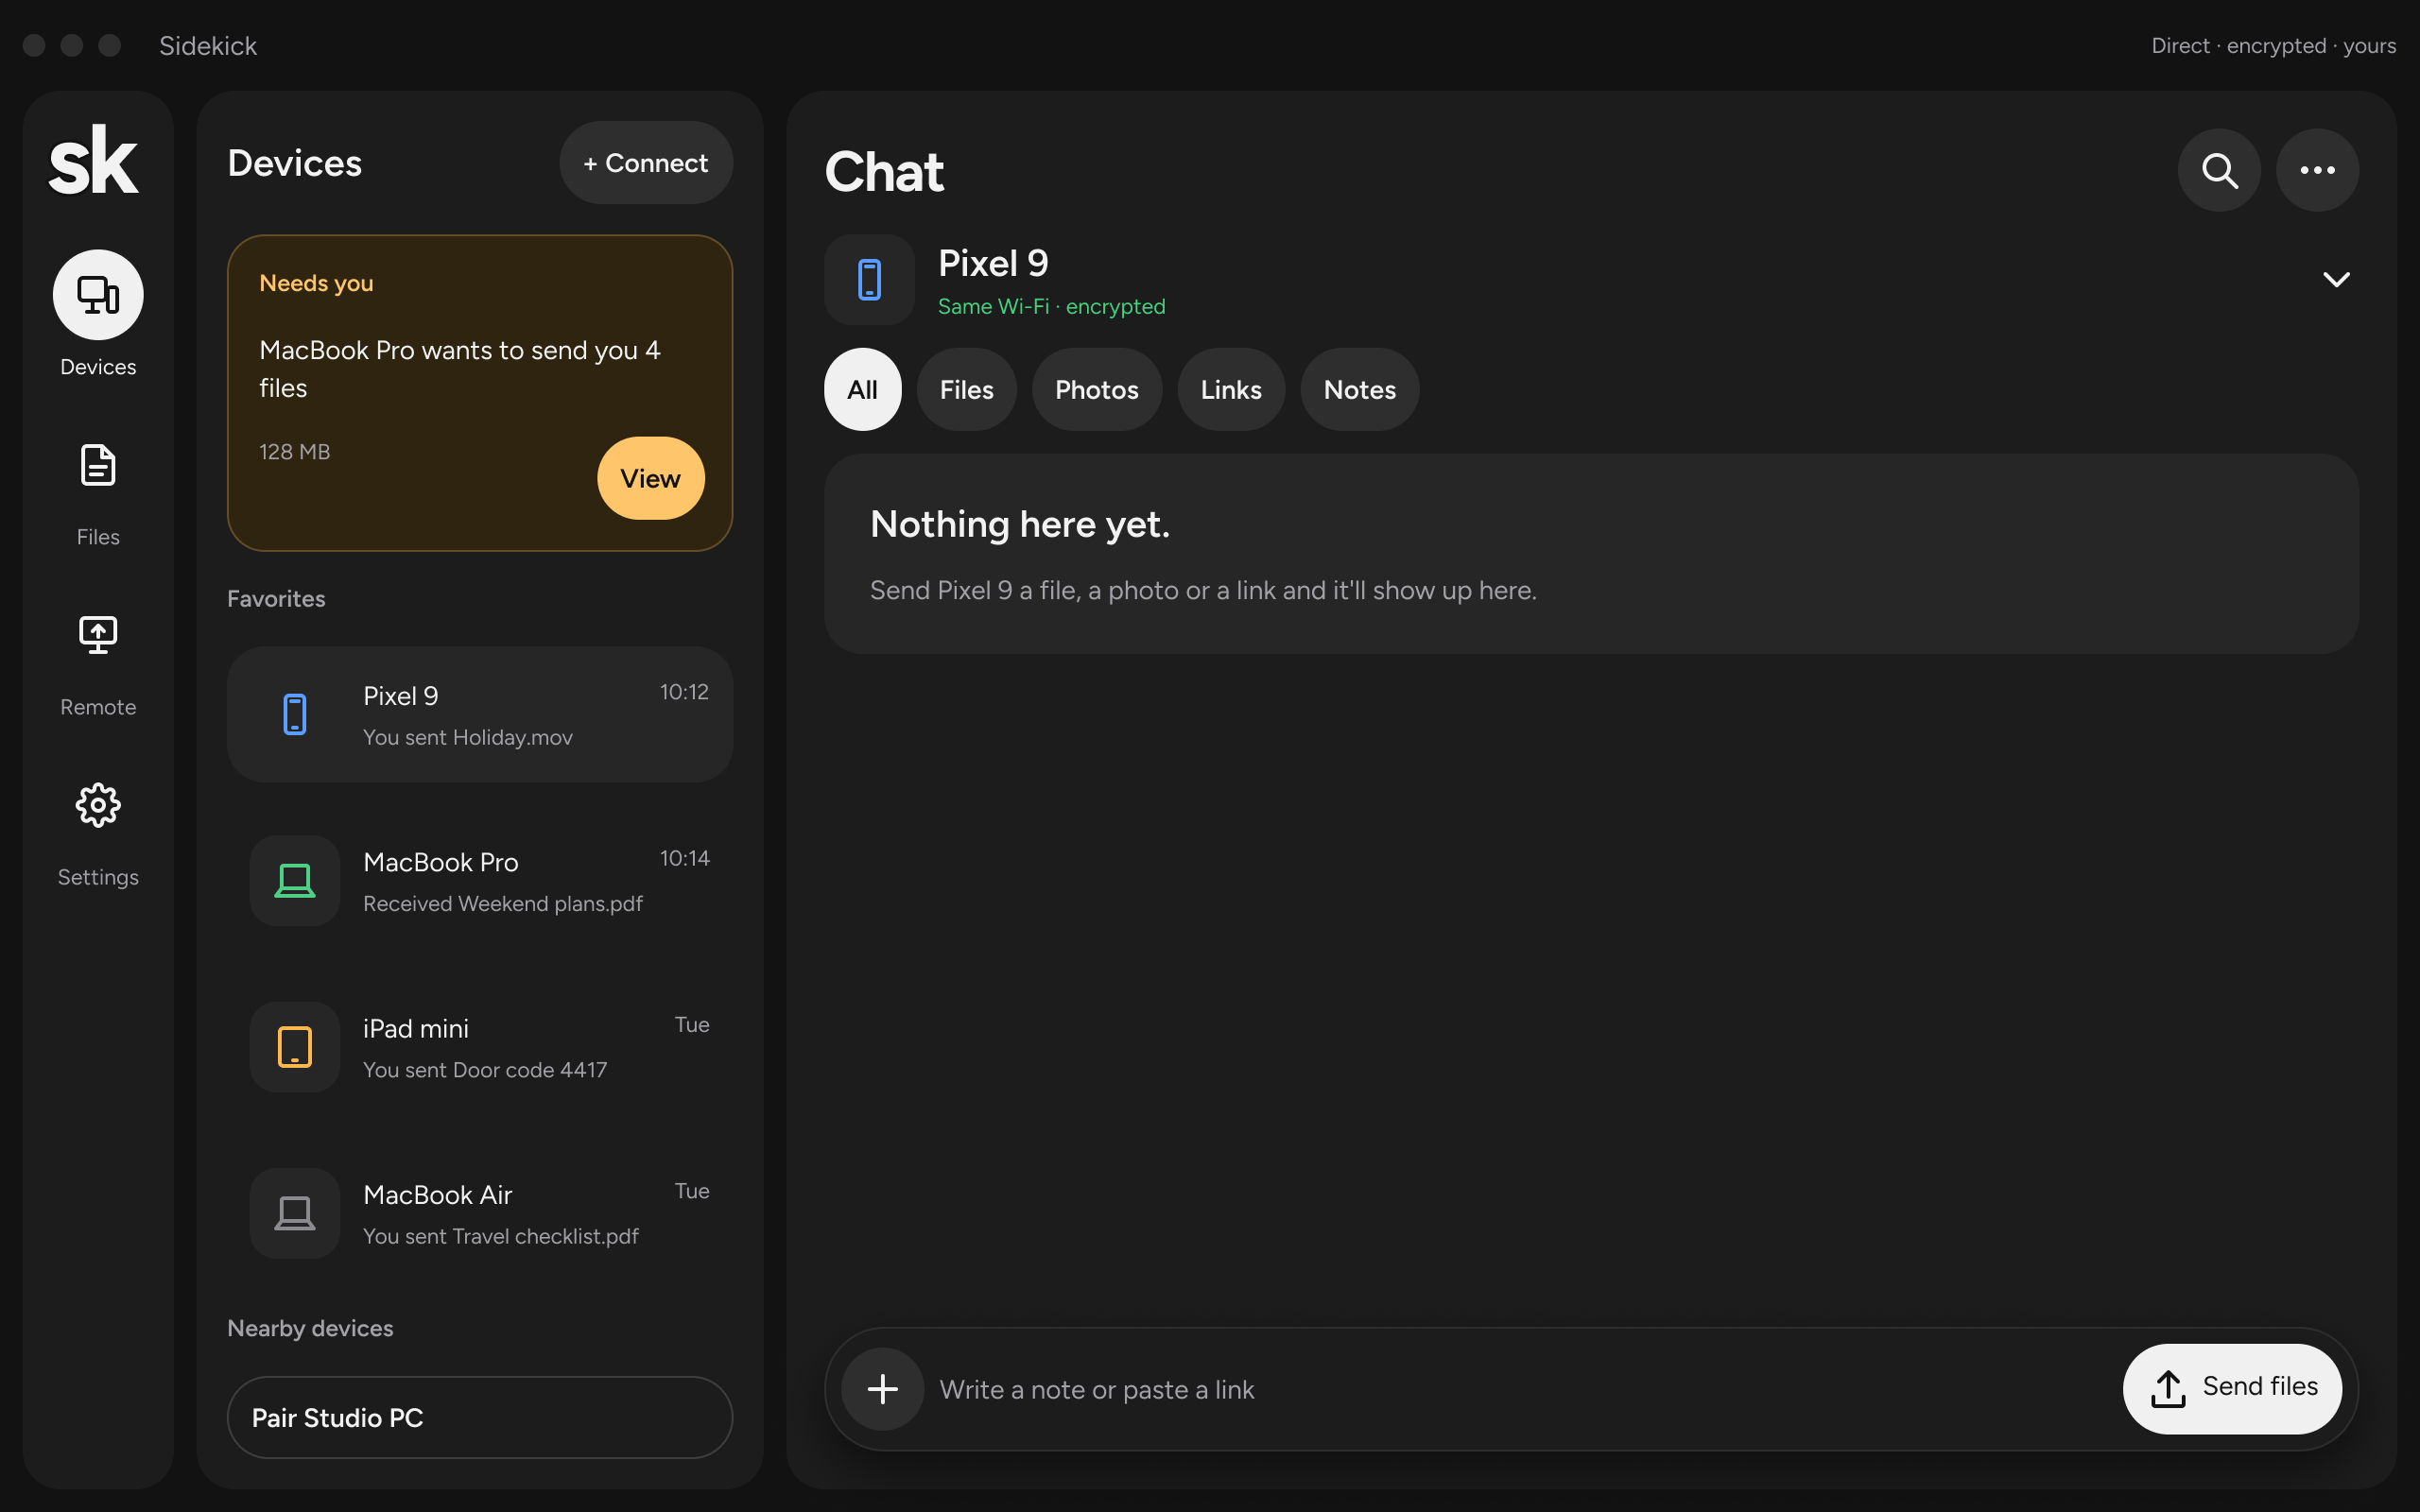 Sidekick
Direct · encrypted · yours
sk
Devices
Files
Remote
Settings
Devices
+ Connect
Needs you
MacBook Pro wants to send you 4
files
128 MB
View
Favorites
Pixel 9
10:12
You sent Holiday.mov
MacBook Pro
10:14
Received Weekend plans.pdf
iPad mini
Tue
You sent Door code 4417
MacBook Air
Tue
You sent Travel checklist.pdf
Nearby devices
Pair Studio PC
Chat
Pixel 9
Same Wi-Fi · encrypted
All
Files
Photos
Links
Notes
Nothing here yet.
Send Pixel 9 a file, a photo or a link and it'll show up here.
Write a note or paste a link
Send files